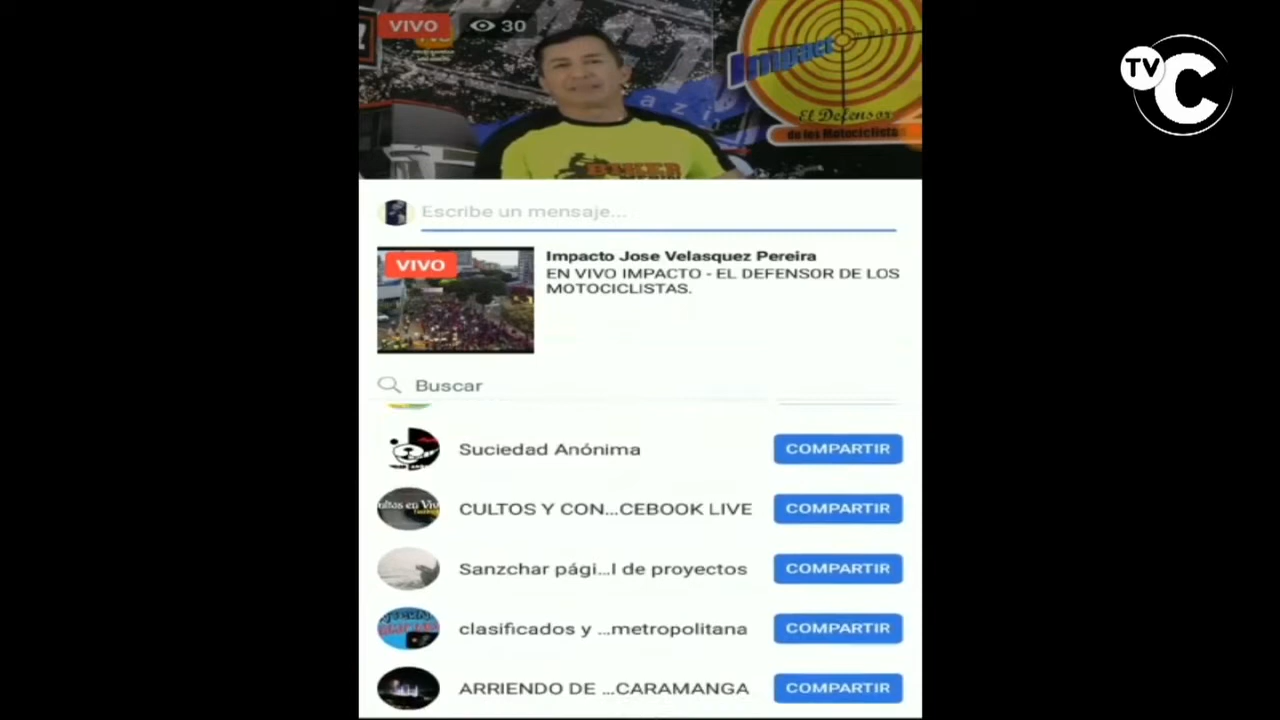 VIVO
30
TV C
Impact
El Defensor
de los Motociclistas
BIKER
Escribe un mensaje...
VIVO
Impacto Jose Velasquez Pereira
EN VIVO IMPACTO - EL DEFENSOR DE LOS
MOTOCICLISTAS.
Buscar
Suciedad Anónima
COMPARTIR
CULTOS Y CON...CEBOOK LIVE
COMPARTIR
Sanzchar pági...l de proyectos
COMPARTIR
clasificados y ...metropolitana
COMPARTIR
ARRIENDO DE ...CARAMANGA
COMPARTIR